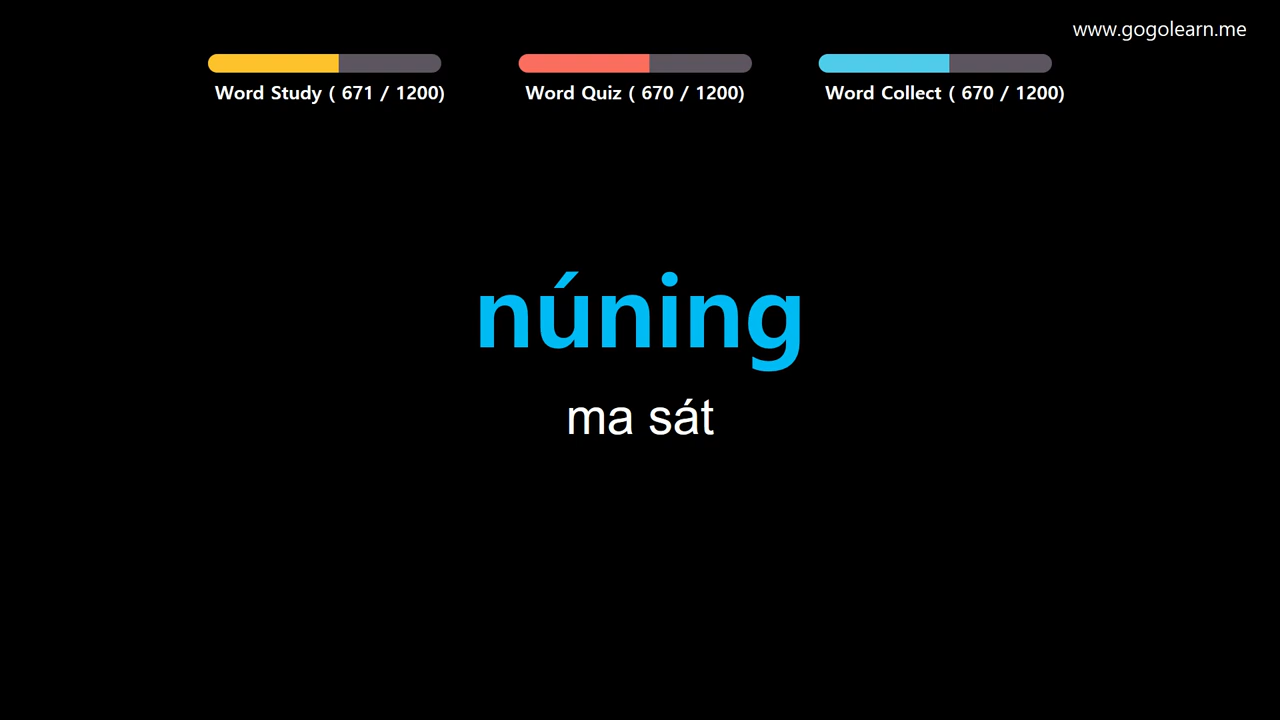 www.gogolearn.me
Word Study ( 671 / 1200)
Word Quiz ( 670 / 1200)
Word Collect ( 670 / 1200)
núning
ma sát